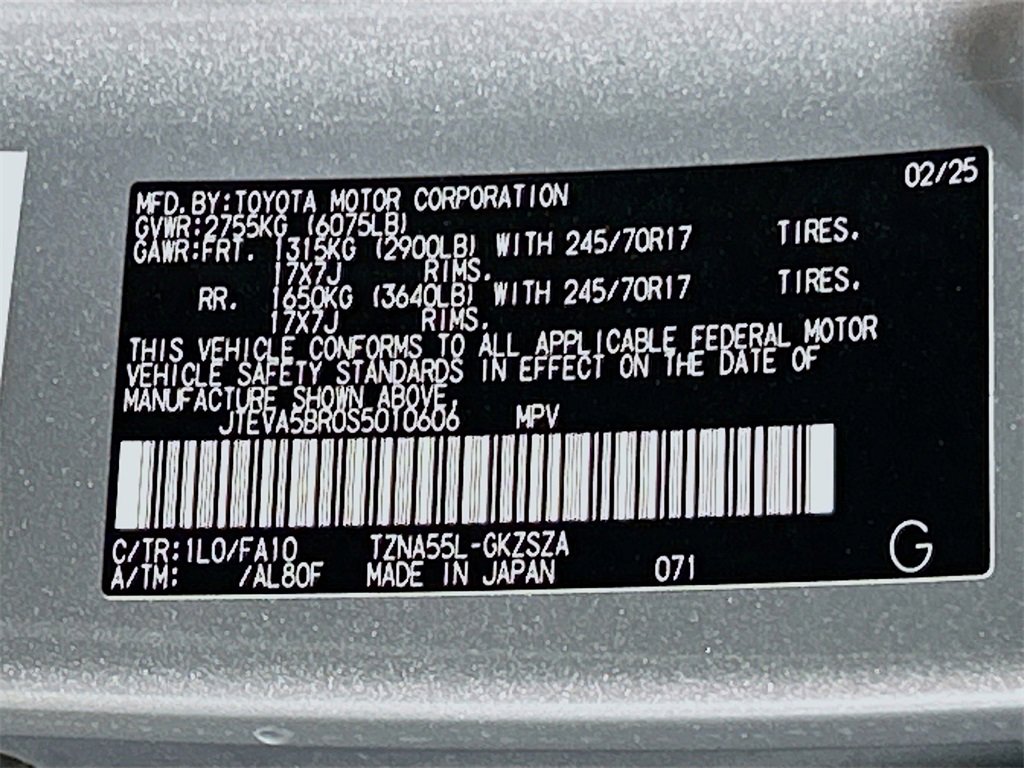 02/25
MFD.BY:TOYOTA MOTOR CORPORATION
GVWR:2755KG (6075LB)
GAWR:FRT. 1315KG (2900LB) WITH 245/70R17 TIRES.
17X7J RIMS.
RR. 1650KG (3640LB) WITH 245/70R17 TIRES.
17X7J RIMS.
THIS VEHICLE CONFORMS TO ALL APPLICABLE FEDERAL MOTOR
VEHICLE SAFETY STANDARDS IN EFFECT ON THE DATE OF
MANUFACTURE SHOWN ABOVE.
JTEVA5BR0S5010606 MPV
C/TR:1L0/FA10 TZNA55L-GKZSZA
A/TM: /AL80F MADE IN JAPAN 071
G